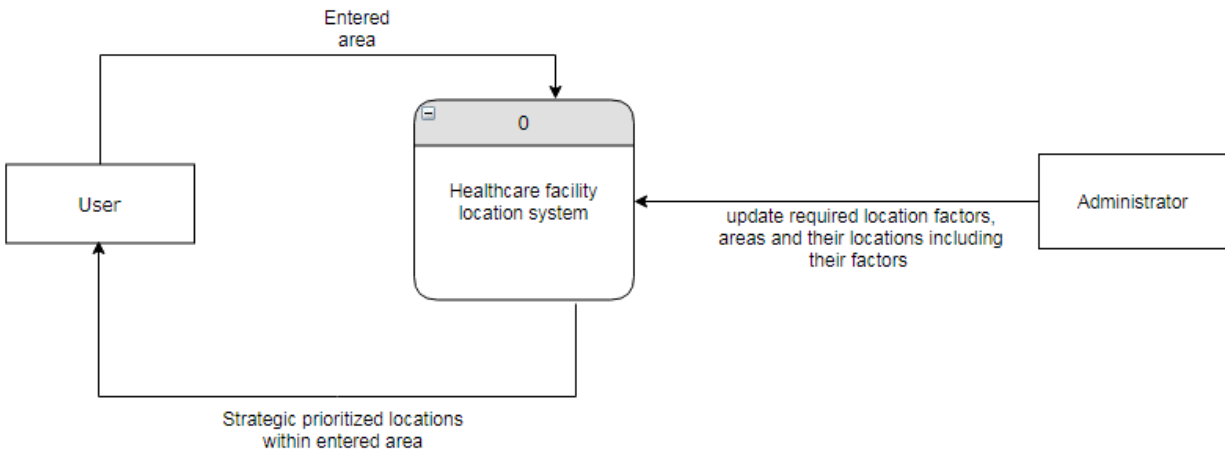 Entered
area
0
Healthcare facility
location system
User
Administrator
update required location factors,
areas and their locations including
their factors
Strategic prioritized locations
within entered area